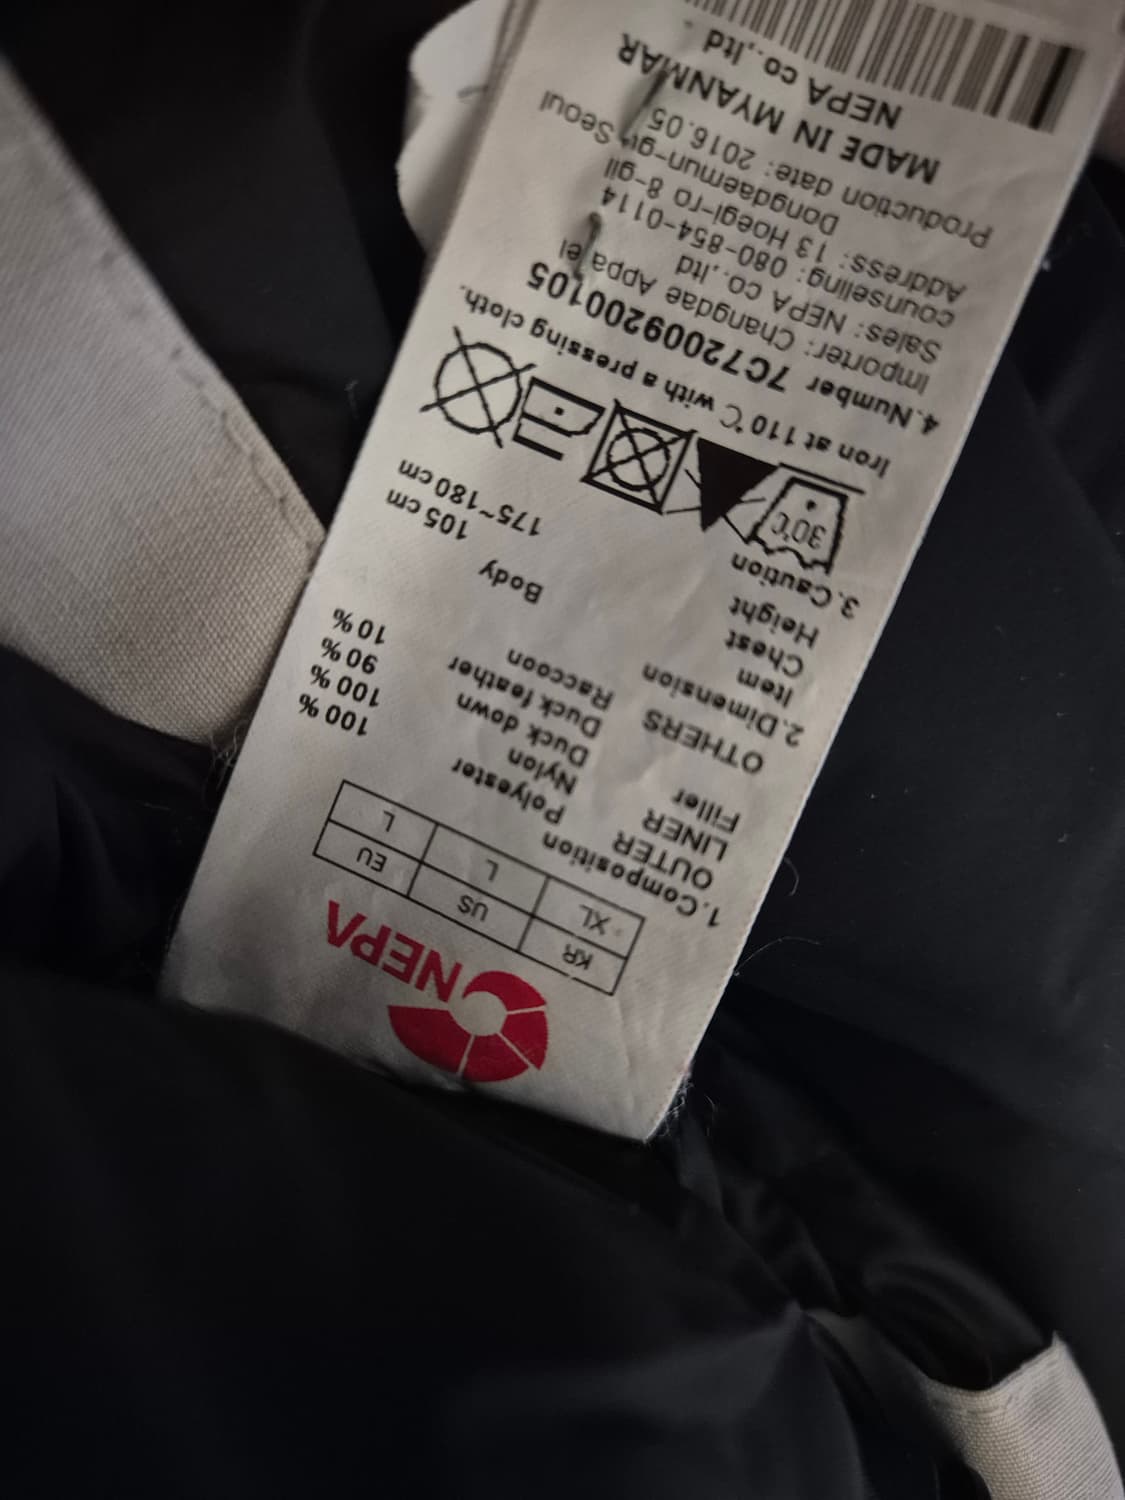 NEPA
KR US EU
XL L L
1.Composition
OUTER Polyester 100 %
LINER Nylon 100 %
Filler Duck down 90 %
Duck feather 10 %
OTHERS Raccoon
2.Dimension
Item Body
Chest 105 cm
Height 175~180 cm
3.Caution
30℃
Iron at 110℃ with a pressing cloth.
4.Number 7C72009200105
Importer: Changdae Apparel
Sales: NEPA co.,ltd
counseling: 080-854-0114
Address: 13 Hoegi-ro 8-gil
Dongdaemun-gu, Seoul
Production date: 2016.05
MADE IN MYANMAR
NEPA co.,ltd